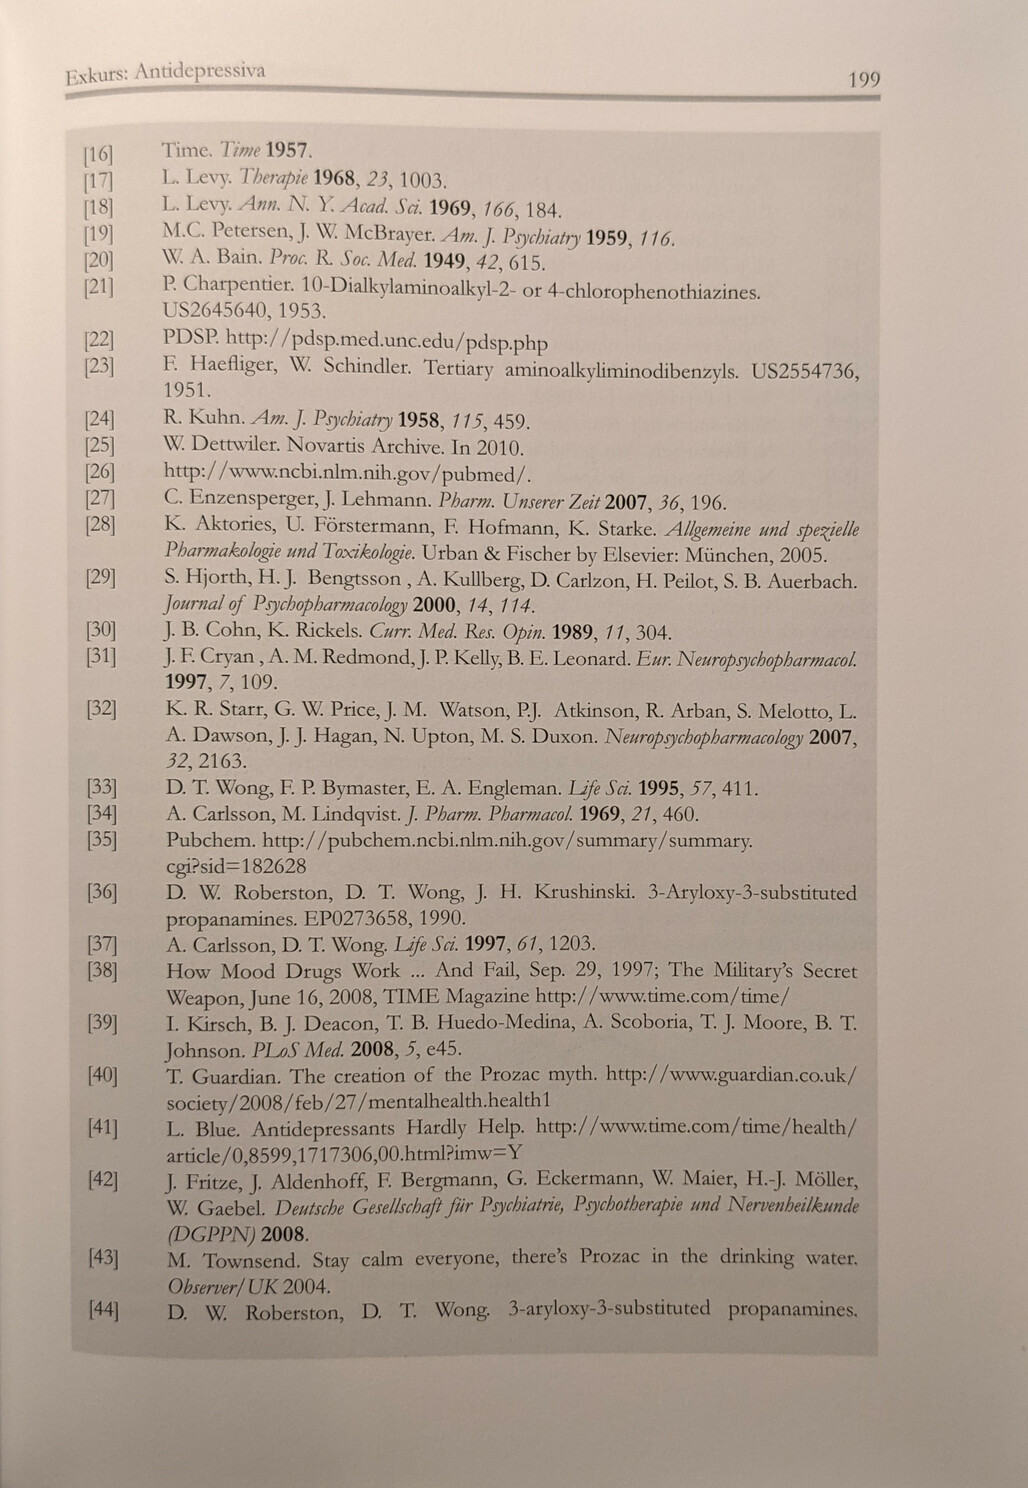 Exkurs: Antidepressiva 199
[16] Time. Time 1957.
[17] L. Levy. Therapie 1968, 23, 1003.
[18] L. Levy. Ann. N. Y. Acad. Sci. 1969, 166, 184.
[19] M.C. Petersen, J. W. McBrayer. Am. J. Psychiatry 1959, 116.
[20] W. A. Bain. Proc. R. Soc. Med. 1949, 42, 615.
[21] P. Charpentier. 10-Dialkylaminoalkyl-2- or 4-chlorophenothiazines.
US2645640, 1953.
[22] PDSP. http://pdsp.med.unc.edu/pdsp.php
[23] F. Haefliger, W. Schindler. Tertiary aminoalkyliminodibenzyls. US2554736,
1951.
[24] R. Kuhn. Am. J. Psychiatry 1958, 115, 459.
[25] W. Dettwiler. Novartis Archive. In 2010.
[26] http://www.ncbi.nlm.nih.gov/pubmed/.
[27] C. Enzensperger, J. Lehmann. Pharm. Unserer Zeit 2007, 36, 196.
[28] K. Aktories, U. Förstermann, F. Hofmann, K. Starke. Allgemeine und spezielle
Pharmakologie und Toxikologie. Urban & Fischer by Elsevier: München, 2005.
[29] S. Hjorth, H. J. Bengtsson , A. Kullberg, D. Carlzon, H. Peilot, S. B. Auerbach.
Journal of Psychopharmacology 2000, 14, 114.
[30] J. B. Cohn, K. Rickels. Curr. Med. Res. Opin. 1989, 11, 304.
[31] J. F. Cryan , A. M. Redmond, J. P. Kelly, B. E. Leonard. Eur. Neuropsychopharmacol.
1997, 7, 109.
[32] K. R. Starr, G. W. Price, J. M. Watson, P.J. Atkinson, R. Arban, S. Melotto, L.
A. Dawson, J. J. Hagan, N. Upton, M. S. Duxon. Neuropsychopharmacology 2007,
32, 2163.
[33] D. T. Wong, F. P. Bymaster, E. A. Engleman. Life Sci. 1995, 57, 411.
[34] A. Carlsson, M. Lindqvist. J. Pharm. Pharmacol. 1969, 21, 460.
[35] Pubchem. http://pubchem.ncbi.nlm.nih.gov/summary/summary.
cgi?sid=182628
[36] D. W. Roberston, D. T. Wong, J. H. Krushinski. 3-Aryloxy-3-substituted
propanamines. EP0273658, 1990.
[37] A. Carlsson, D. T. Wong. Life Sci. 1997, 61, 1203.
[38] How Mood Drugs Work ... And Fail, Sep. 29, 1997; The Military's Secret
Weapon, June 16, 2008, TIME Magazine http://www.time.com/time/
[39] I. Kirsch, B. J. Deacon, T. B. Huedo-Medina, A. Scoboria, T. J. Moore, B. T.
Johnson. PLoS Med. 2008, 5, e45.
[40] T. Guardian. The creation of the Prozac myth. http://www.guardian.co.uk/
society/2008/feb/27/mentalhealth.health1
[41] L. Blue. Antidepressants Hardly Help. http://www.time.com/time/health/
article/0,8599,1717306,00.html?imw=Y
[42] J. Fritze, J. Aldenhoff, F. Bergmann, G. Eckermann, W. Maier, H.-J. Möller,
W. Gaebel. Deutsche Gesellschaft für Psychiatrie, Psychotherapie und Nervenheilkunde
(DGPPN) 2008.
[43] M. Townsend. Stay calm everyone, there's Prozac in the drinking water.
Observer/UK 2004.
[44] D. W. Roberston, D. T. Wong. 3-aryloxy-3-substituted propanamines.